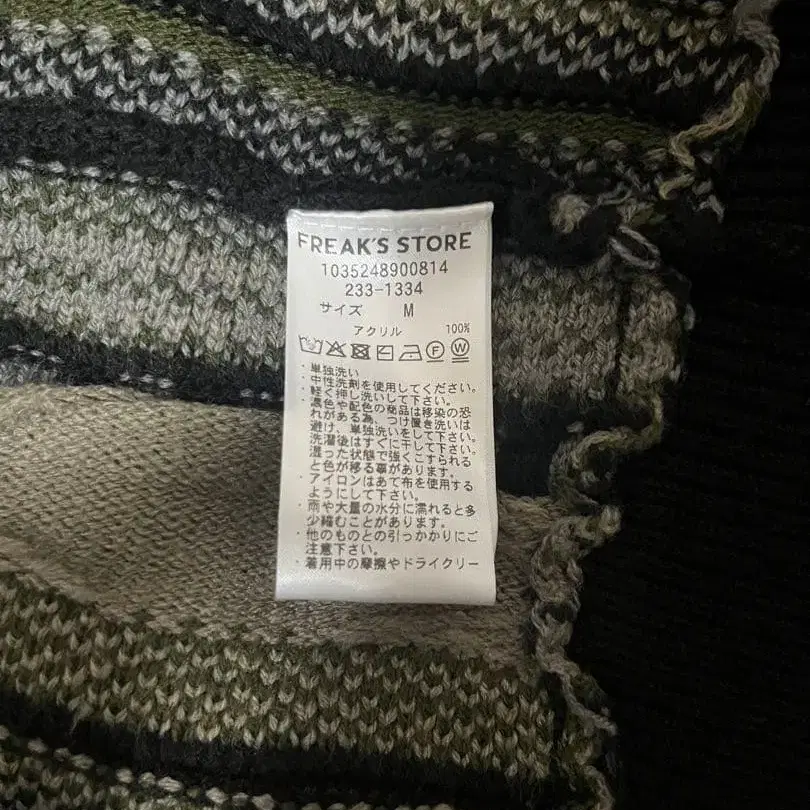 FREAK'S STORE
1035248900814
233-1334
サイズ M
アクリル 100%
・単独洗い
・中性洗剤を使用してください。
・軽く押し洗いして下さい。
・濃色や配色の商品は移染の恐
れがある為、つけ置き洗いは
避け、単独洗いをして下さい。
洗濯後はすぐに干して下さい。
湿った状態で強くこすられる
と色が移る事があります。
・アイロンはあて布を使用する
ようにして下さい。
・雨や大量の水分に濡れると多
少縮むことがあります。
・他のものとの引っかかりにご
注意下さい。
・着用中の摩擦やドライクリー